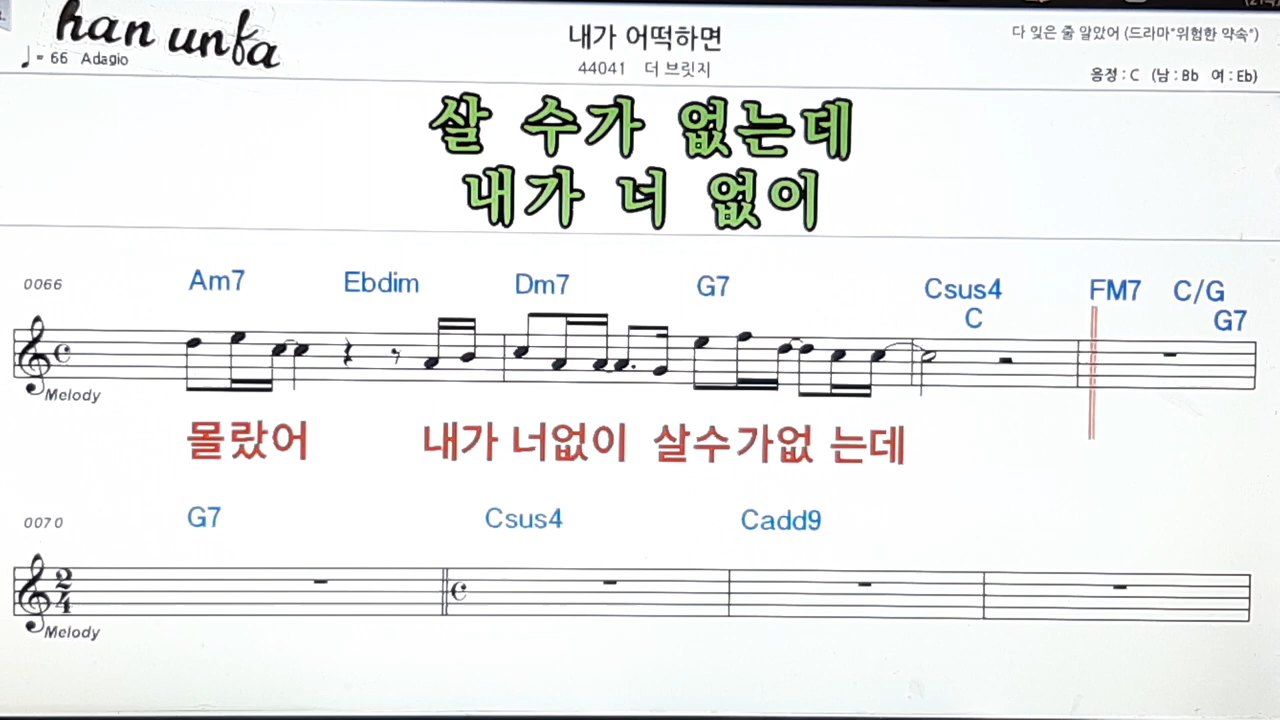 han unfa
♩= 66 Adagio
내가 어떡하면
44041 더 브릿지
다 잊은 줄 알았어 (드라마"위험한 약속")
음정 : C (남 : Bb 여 : Eb)
살 수가 없는데
내가 너 없이
0066 Am7 Ebdim Dm7 G7 Csus4 FM7 C/G
C G7
Melody
몰랐어 내가 너없이 살수가없 는데
0070 G7 Csus4 Cadd9
2
4
Melody